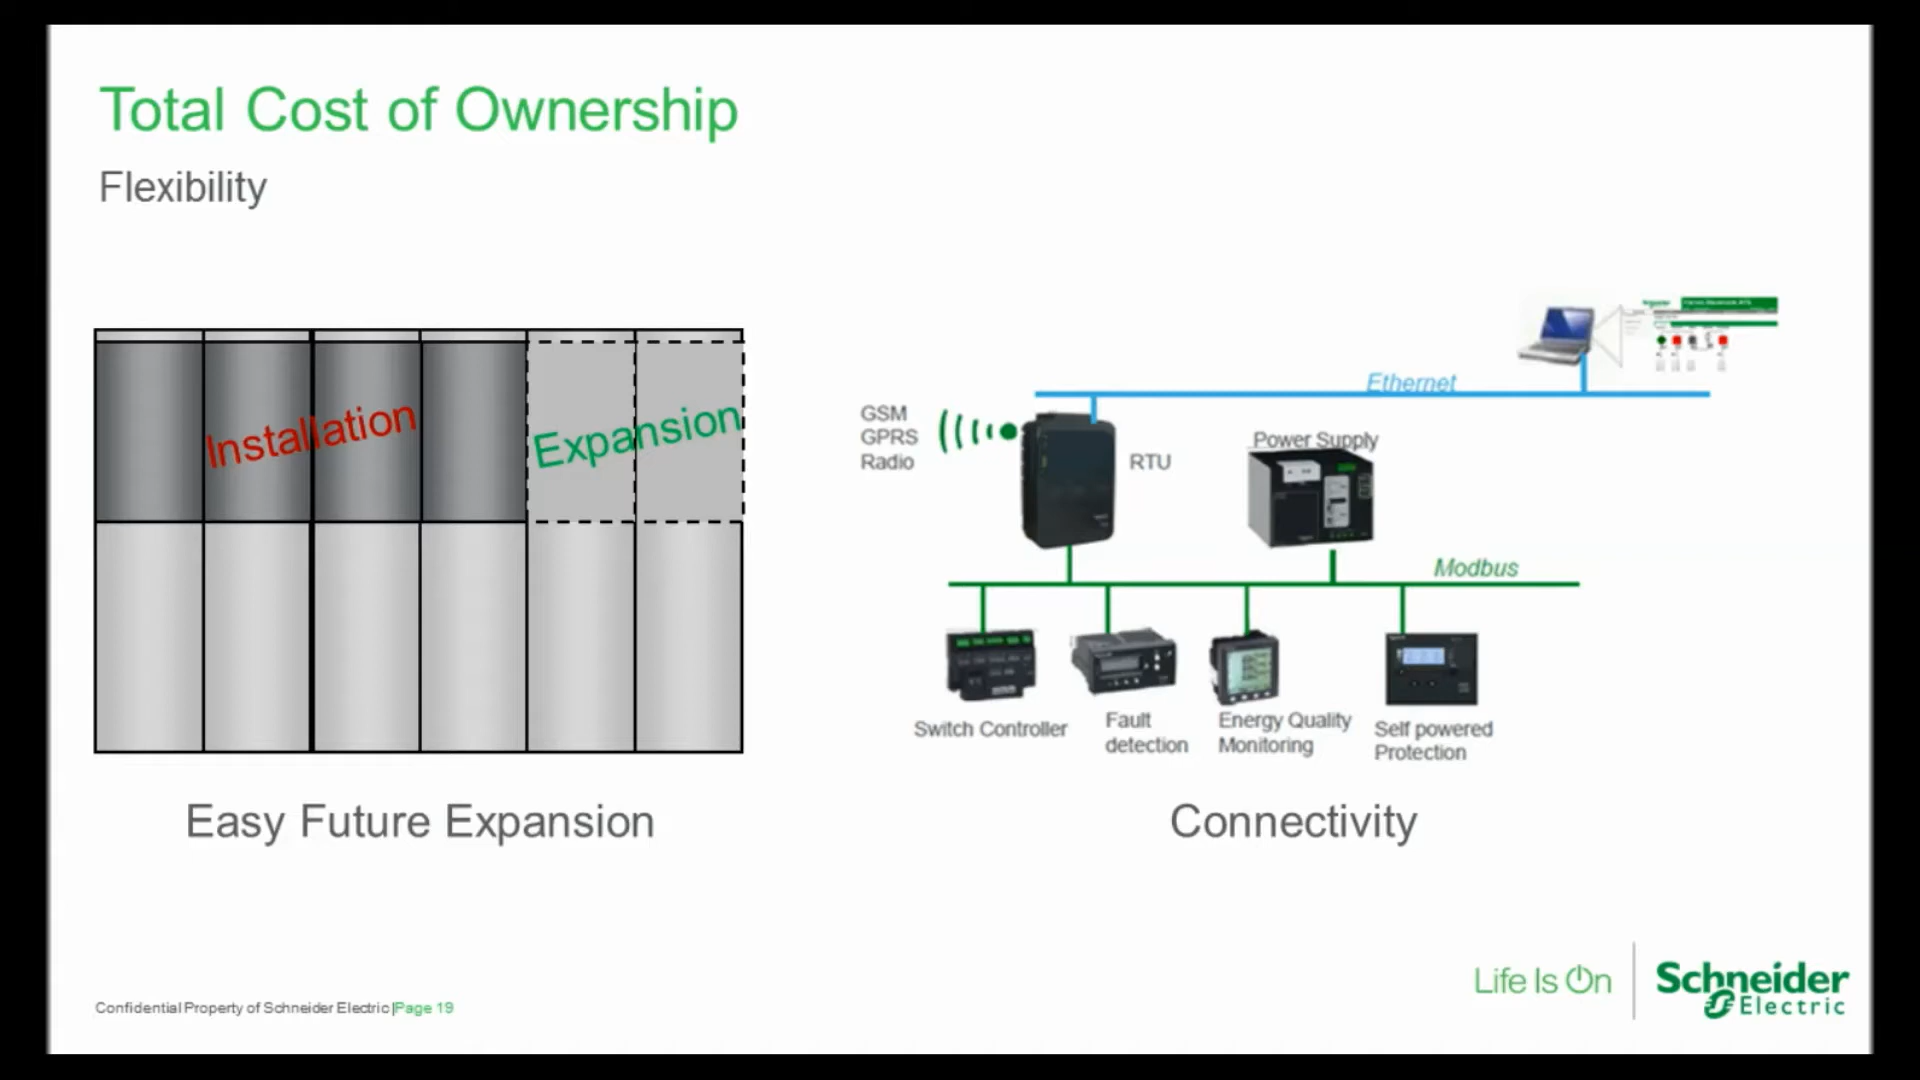 Total Cost of Ownership
Flexibility
Installation
Expansion
Easy Future Expansion
Ethernet
GSM
GPRS
Radio
RTU
Power Supply
Modbus
Switch Controller
Fault
detection
Energy Quality
Monitoring
Self powered
Protection
Connectivity
Confidential Property of Schneider Electric |Page 19
Life Is On
Schneider
Electric